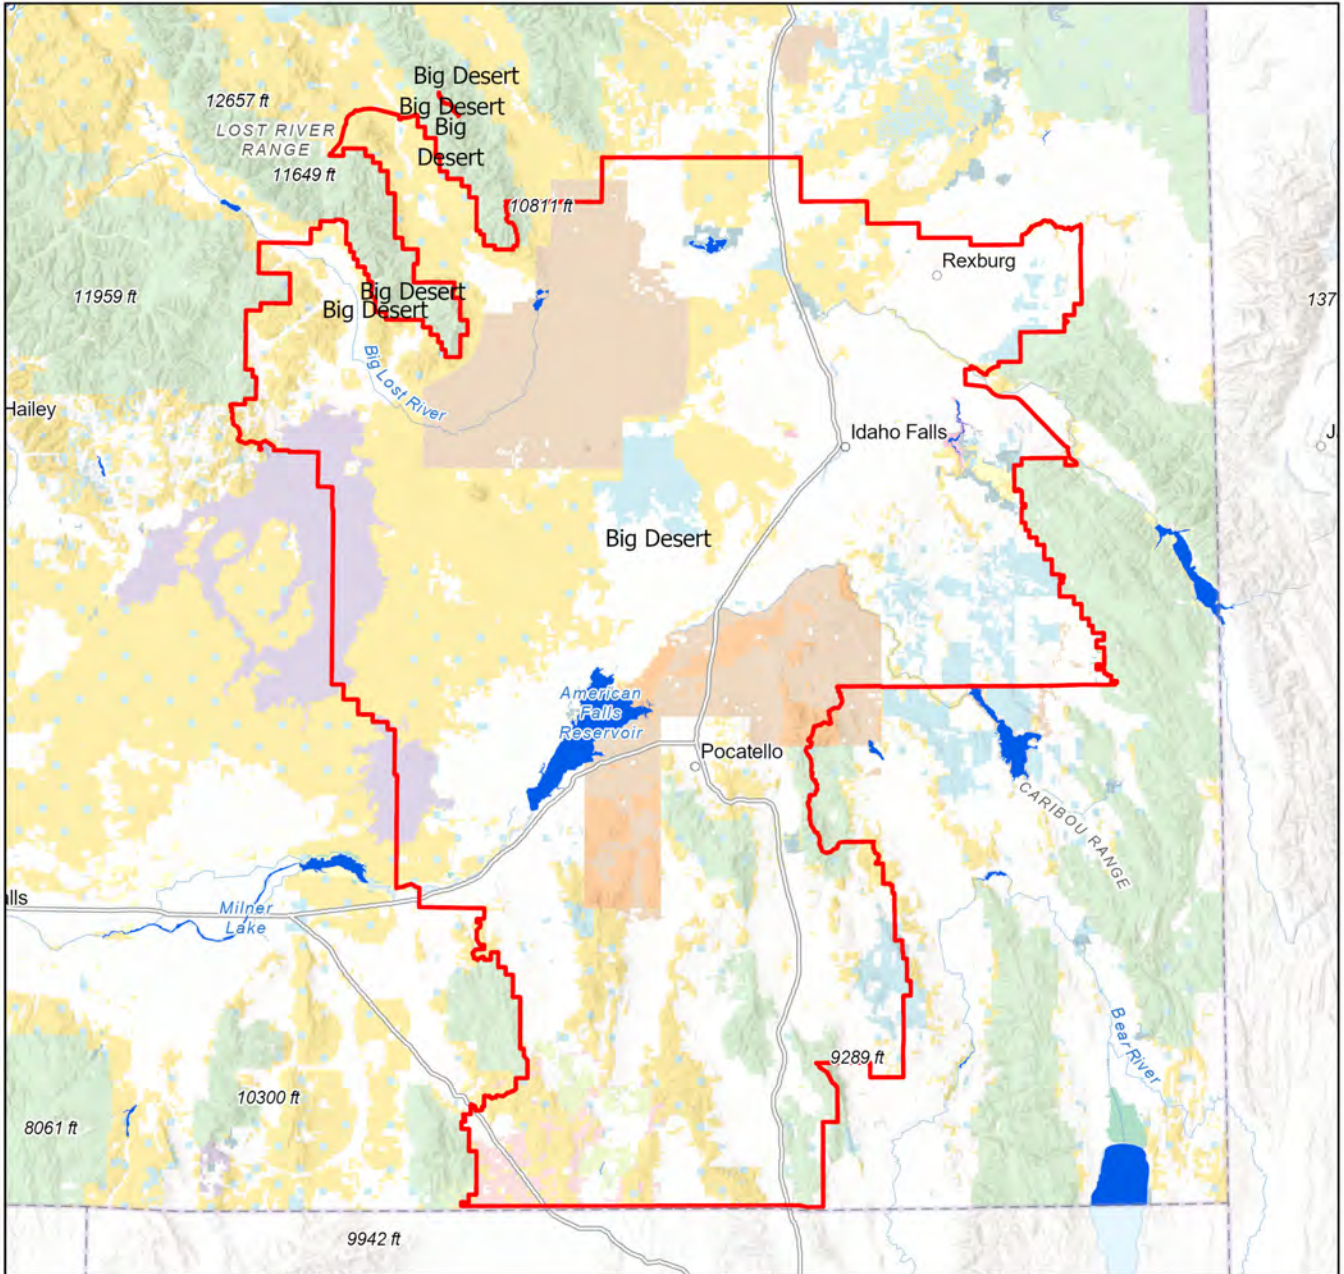 Big Desert
12657 ft
Big Desert
LOST RIVER
RANGE
Big
Desert
11649 ft
10811 ft
Rexburg
11959 ft
Big Desert
137
Big Desert
Big Lost River
Hailey
Idaho Falls
J
Big Desert
American
Falls
Reservoir
Pocatello
CARIBOU RANGE
alls
Milner
Lake
Bear River
9289 ft
10300 ft
8061 ft
9942 ft